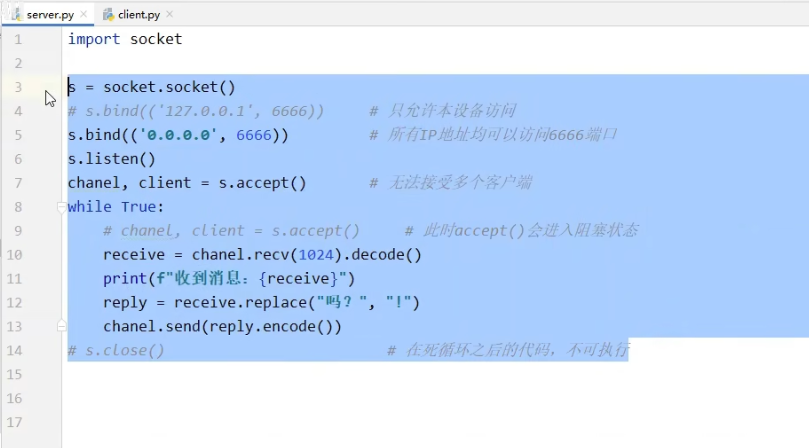 server.py client.py
1 import socket
2
3 s = socket.socket()
4 # s.bind(('127.0.0.1', 6666)) # 只允许本设备访问
5 s.bind(('0.0.0.0', 6666)) # 所有IP地址均可以访问6666端口
6 s.listen()
7 chanel, client = s.accept() # 无法接受多个客户端
8 while True:
9 # chanel, client = s.accept() # 此时accept()会进入阻塞状态
10 receive = chanel.recv(1024).decode()
11 print(f"收到消息：{receive}")
12 reply = receive.replace("吗？", "!")
13 chanel.send(reply.encode())
14 # s.close() # 在死循环之后的代码，不可执行
15
16
17